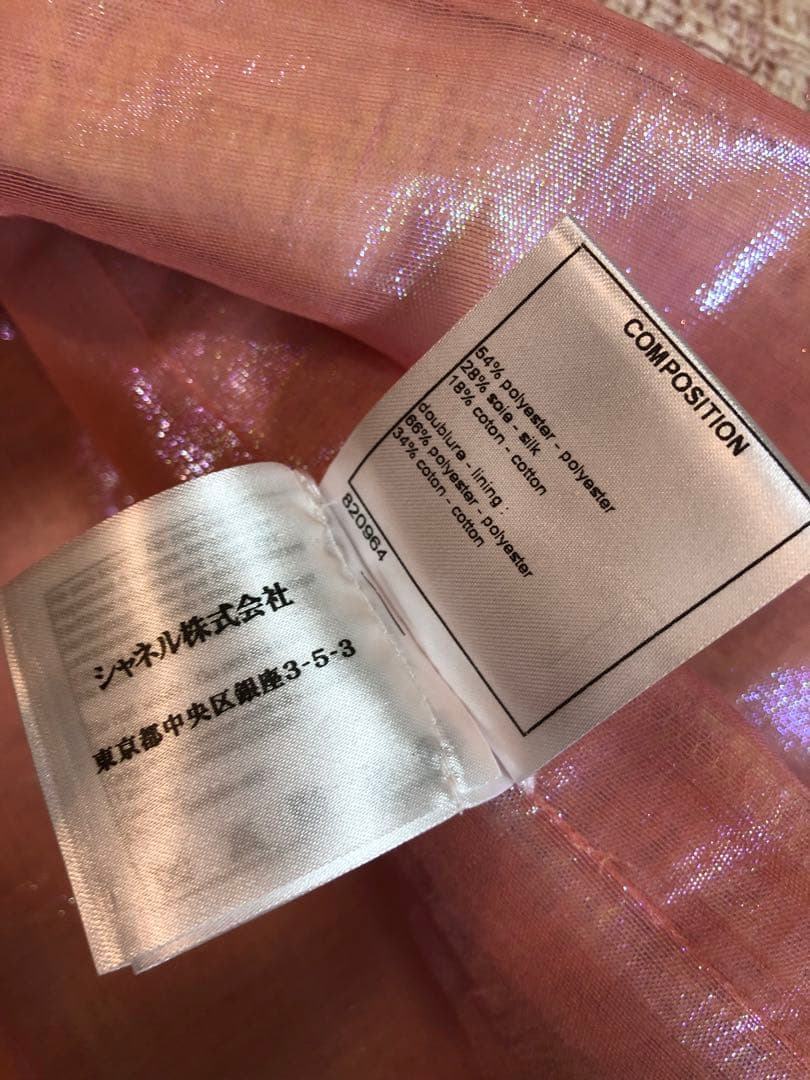 COMPOSITION
54% polyester - polyester
28% soie - silk
18% coton - cotton
doublure - lining :
66% polyester - polyester
34% coton - cotton
820964
シャネル株式会社
東京都中央区銀座3-5-3